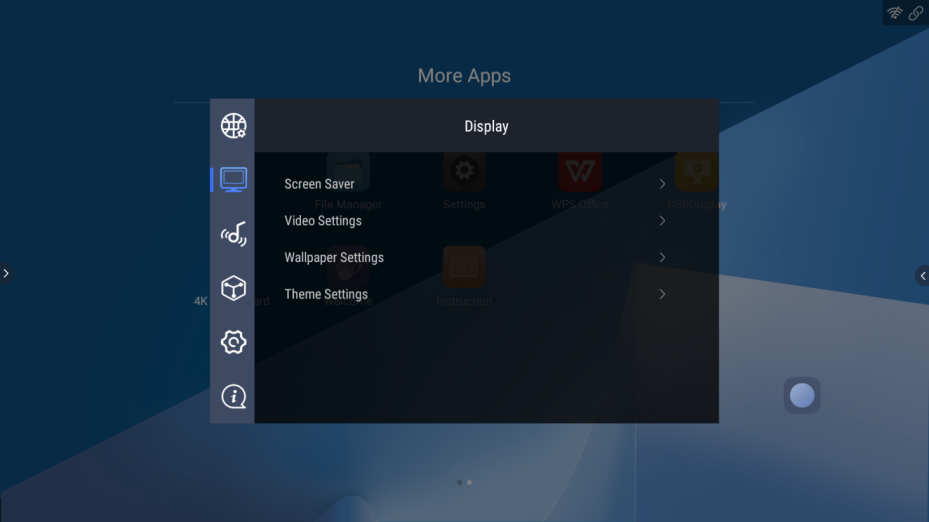 More Apps
Display
Screen Saver
File Manager
Settings
WPS Office
USBDisplay
Video Settings
Wallpaper Settings
Theme Settings
4K
ard
Welcome
Instruction